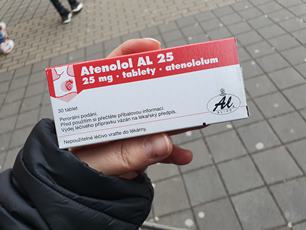 Atenolol AL 25
25 mg · tablety · atenololum
30 tablet
Perorální podání.
Před použitím si přečtěte příbalovou informaci.
Výdej léčivého přípravku vázán na lékařský předpis.
Nepoužitelné léčivo vraťte do lékárny.
AL